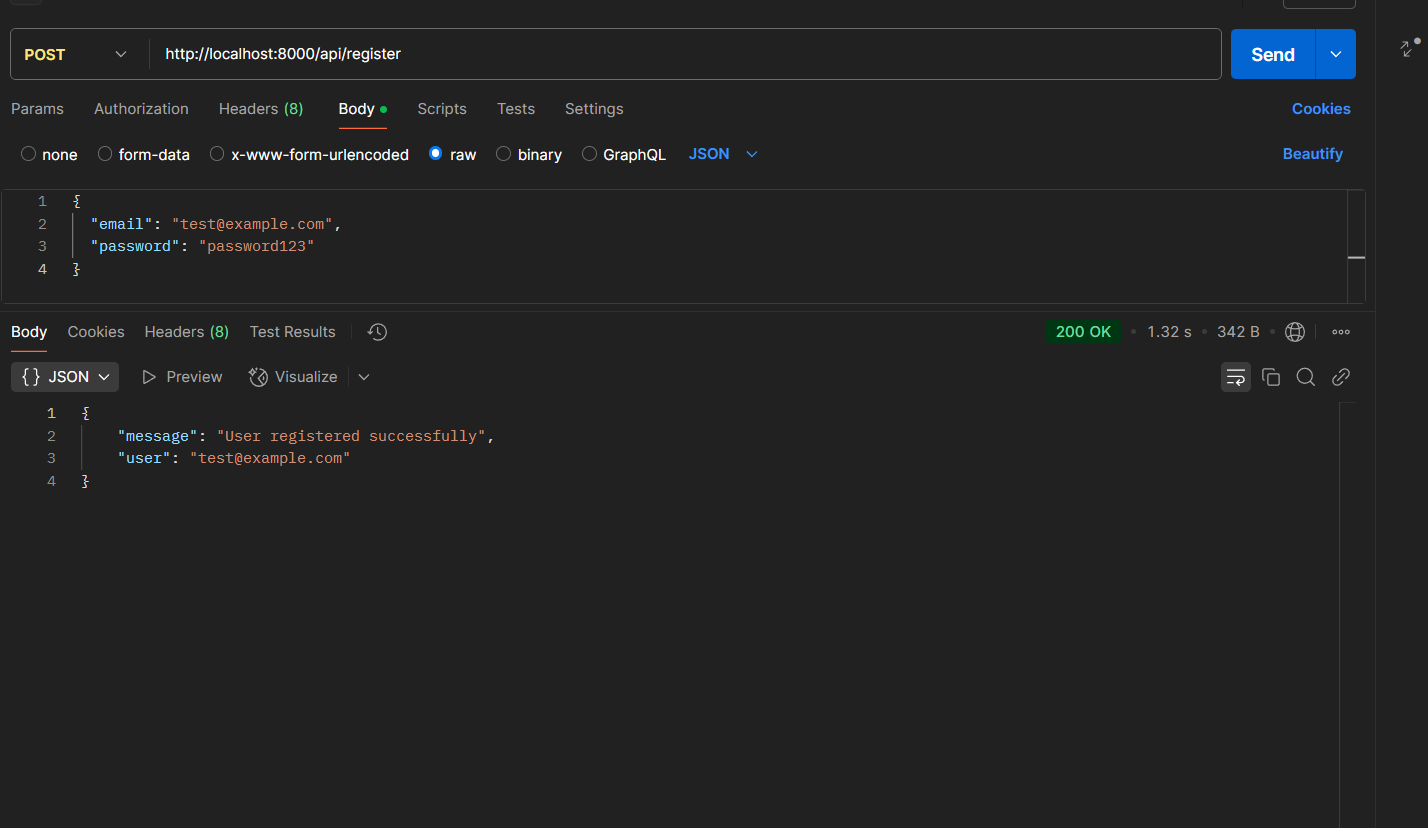 POST http://localhost:8000/api/register Send
Params Authorization Headers (8) Body Scripts Tests Settings Cookies
none form-data x-www-form-urlencoded raw binary GraphQL JSON Beautify
1 {
2 "email": "test@example.com",
3 "password": "password123"
4 }
Body Cookies Headers (8) Test Results 200 OK • 1.32 s • 342 B •
{} JSON Preview Visualize
1 {
2 "message": "User registered successfully",
3 "user": "test@example.com"
4 }